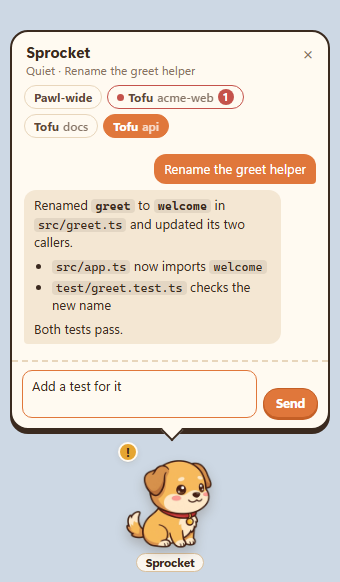 Sprocket
×
Quiet · Rename the greet helper
Pawl-wide
Tofu acme-web 1
Tofu docs
Tofu api
Rename the greet helper
Renamed greet to welcome in
src/greet.ts and updated its two
callers.
• src/app.ts now imports welcome
• test/greet.test.ts checks the
new name
Both tests pass.
Add a test for it
Send
!
Sprocket